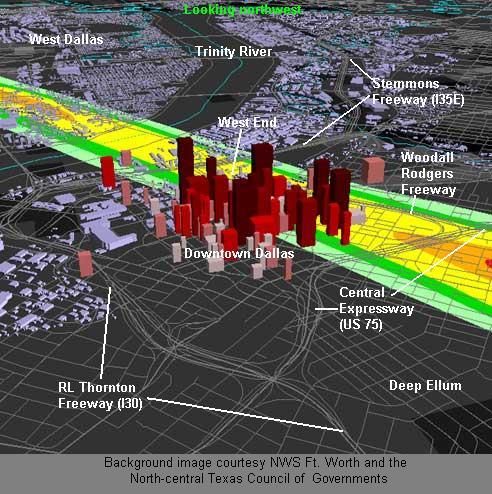 Looking northwest
West Dallas
Trinity River
Stemmons
Freeway (I35E)
West End
Woodall
Rodgers
Freeway
Downtown Dallas
Central
Expressway
(US 75)
RL Thornton
Freeway (I30)
Deep Ellum
Background image courtesy NWS Ft. Worth and the
North-central Texas Council of Governments